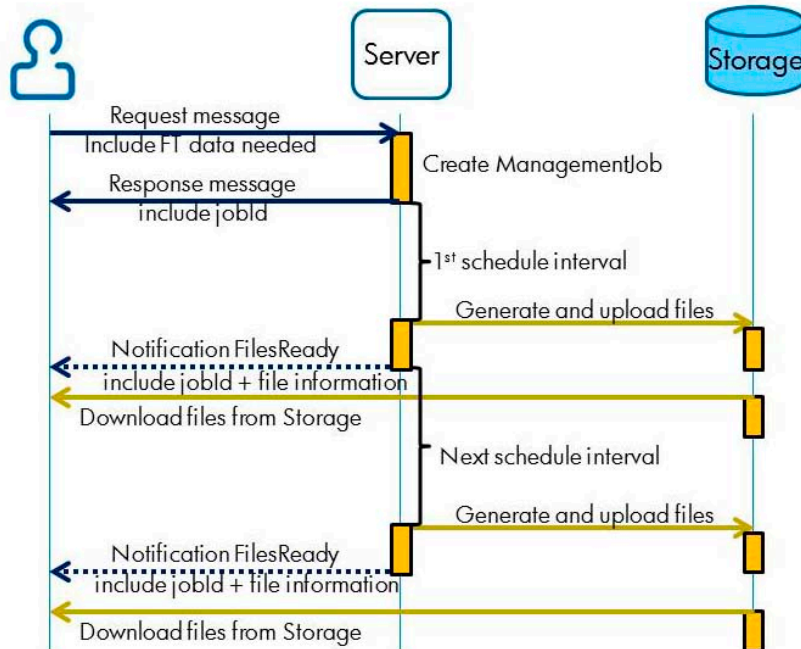 Server
Storage
Request message
Include FT data needed
Create ManagementJob
Response message
include jobId
1st schedule interval
Generate and upload files
Notification FilesReady
include jobId + file information
Download files from Storage
Next schedule interval
Generate and upload files
Notification FilesReady
include jobId + file information
Download files from Storage